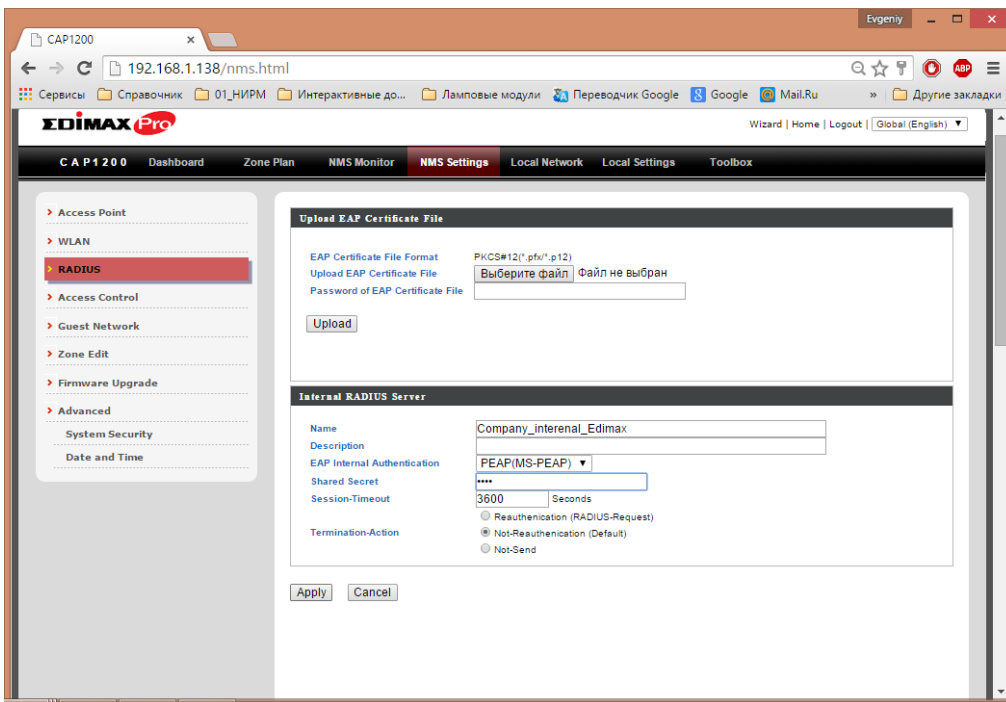 Evgeniy
CAP1200
192.168.1.138/nms.html
ABP
Сервисы Справочник 01_НИРМ Интерактивные до... Ламповые модули Переводчик Google Google Mail.Ru » Другие закладки
EDIMAX Pro
Wizard | Home | Logout | Global (English)
CAP1200 Dashboard Zone Plan NMS Monitor NMS Settings Local Network Local Settings Toolbox
Access Point
WLAN
RADIUS
Access Control
Guest Network
Zone Edit
Firmware Upgrade
Advanced
System Security
Date and Time
Upload EAP Certificate File
EAP Certificate File Format PKCS#12(*.pfx/*.p12)
Upload EAP Certificate File Выберите файл Файл не выбран
Password of EAP Certificate File
Upload
Internal RADIUS Server
Name Company_interenal_Edimax
Description
EAP Internal Authentication PEAP(MS-PEAP)
Shared Secret ••••
Session-Timeout 3600 Seconds
Reauthenication (RADIUS-Request)
Termination-Action Not-Reauthenication (Default)
Not-Send
Apply Cancel